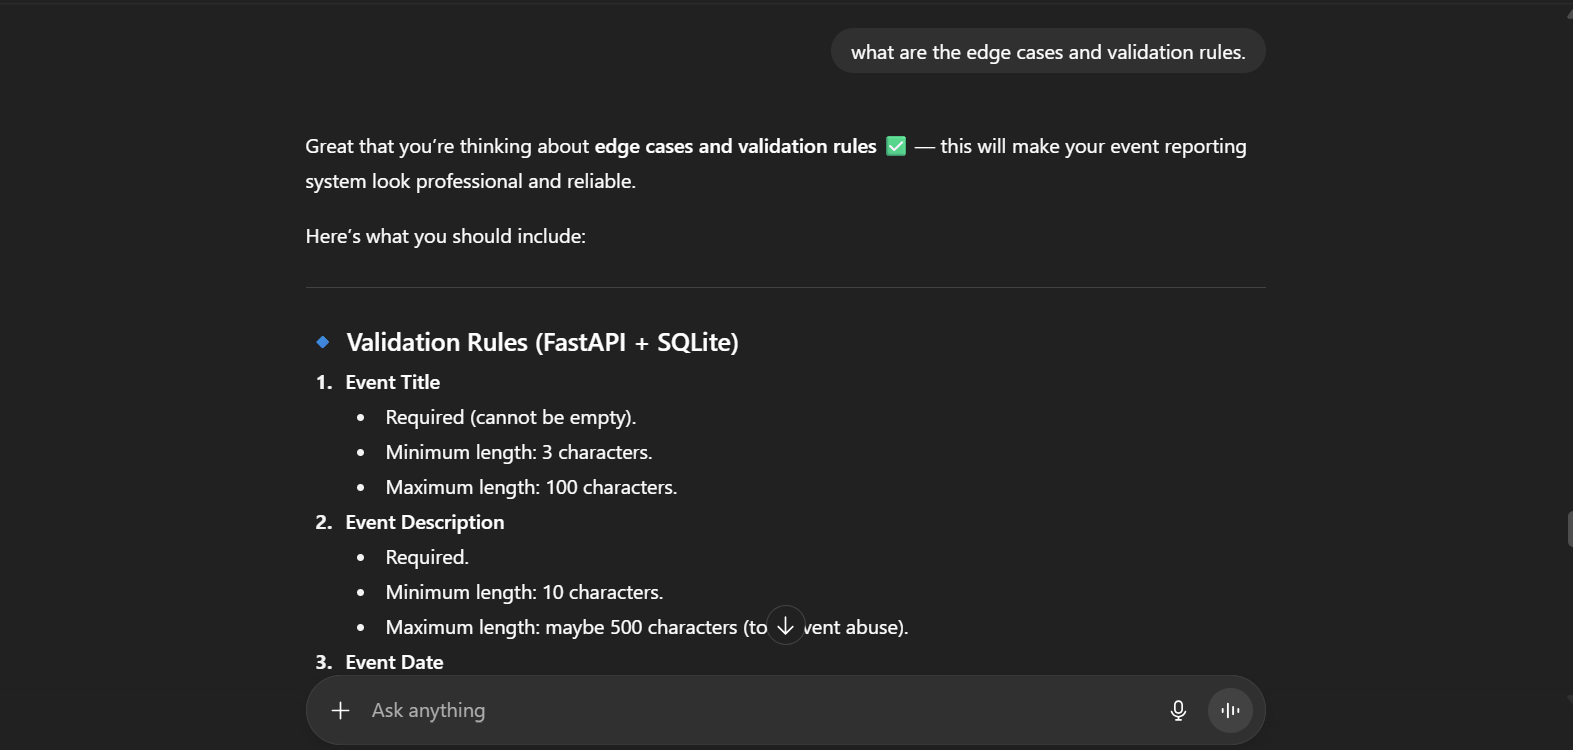 what are the edge cases and validation rules.
Great that you’re thinking about edge cases and validation rules ✅ — this will make your event reporting
system look professional and reliable.
Here’s what you should include:
Validation Rules (FastAPI + SQLite)
1. Event Title
• Required (cannot be empty).
• Minimum length: 3 characters.
• Maximum length: 100 characters.
2. Event Description
• Required.
• Minimum length: 10 characters.
• Maximum length: maybe 500 characters (to vent abuse).
3. Event Date
Ask anything